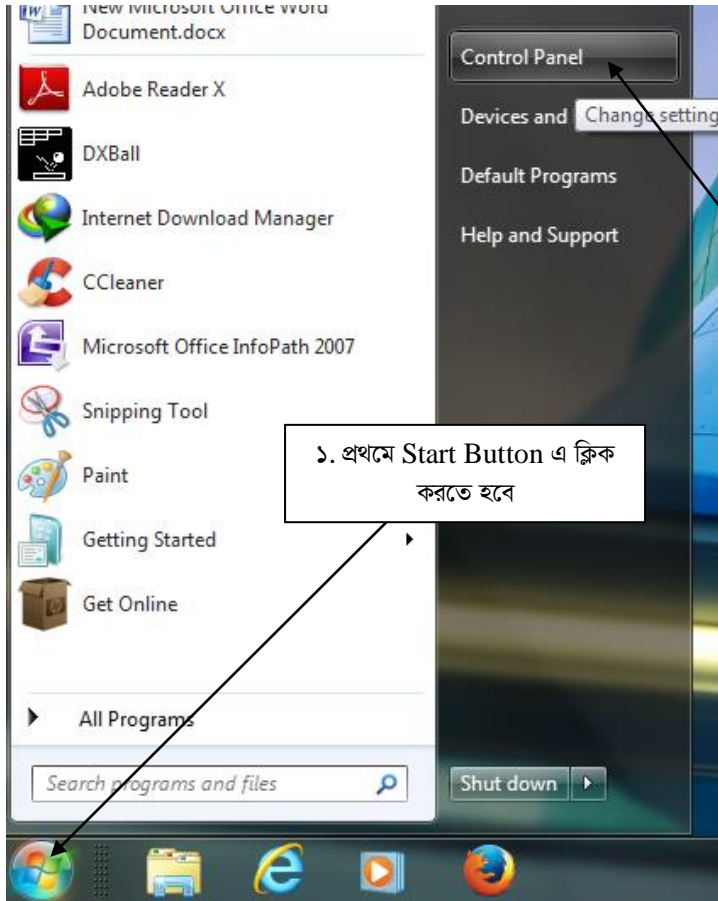 New Microsoft Office Word
Document.docx
Adobe Reader X
DXBall
Internet Download Manager
CCleaner
Microsoft Office InfoPath 2007
Snipping Tool
Paint
Getting Started
Get Online
All Programs
Search programs and files
Control Panel
Devices and
Change setting
Default Programs
Help and Support
Shut down
১. প্রথমে Start Button এ ক্লিক
করতে হবে